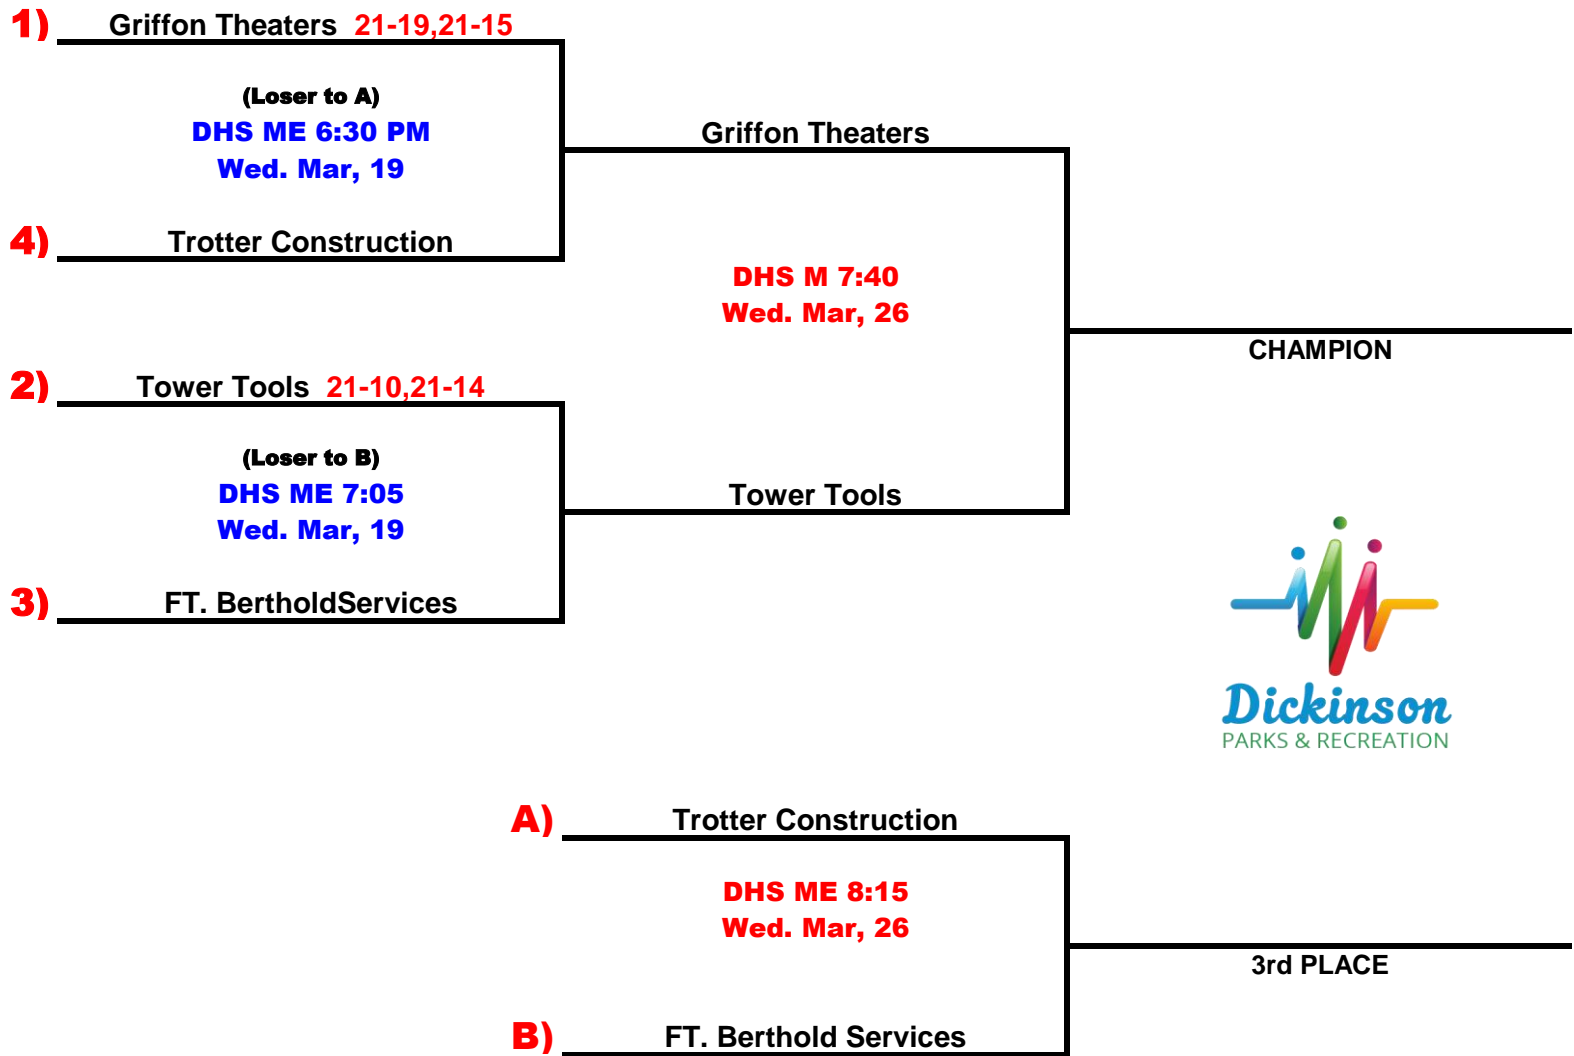 1) Griffon Theaters 21-19,21-15
(Loser to A)
DHS ME 6:30 PM
Wed. Mar, 19
Griffon Theaters
4) Trotter Construction
DHS M 7:40
Wed. Mar, 26
CHAMPION
2) Tower Tools 21-10,21-14
(Loser to B)
DHS ME 7:05
Wed. Mar, 19
Tower Tools
3) FT. BertholdServices
Dickinson
PARKS & RECREATION
A) Trotter Construction
DHS ME 8:15
Wed. Mar, 26
3rd PLACE
B) FT. Berthold Services